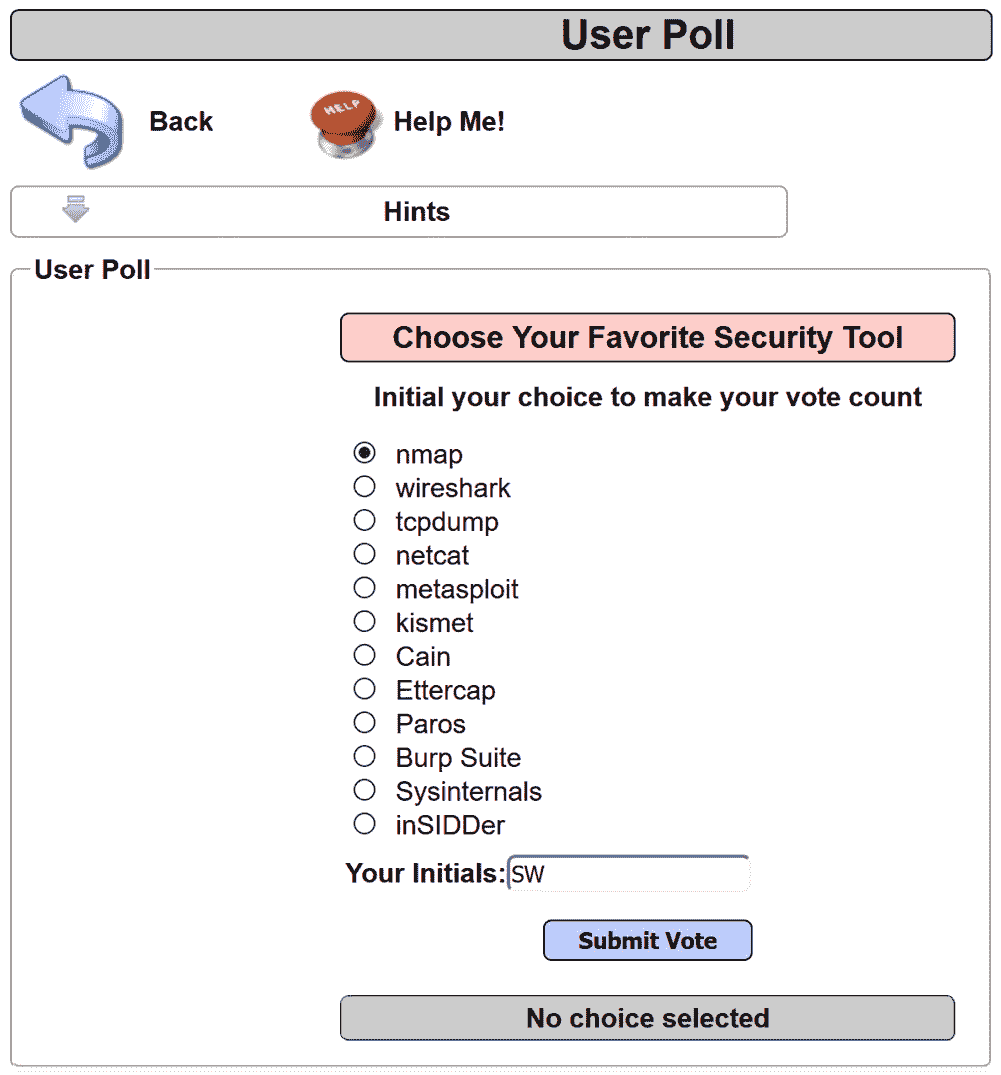 User Poll
Back
HELP
Help Me!
Hints
User Poll
Choose Your Favorite Security Tool
Initial your choice to make your vote count
nmap
wireshark
tcpdump
netcat
metasploit
kismet
Cain
Ettercap
Paros
Burp Suite
Sysinternals
inSIDDer
Your Initials: SW
Submit Vote
No choice selected